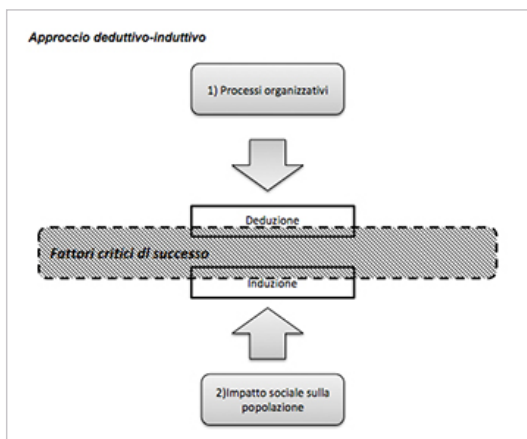 Approccio deduttivo-induttivo
1) Processi organizzativi
Deduzione
Fattori critici di successo
Induzione
2)Impatto sociale sulla
popolazione